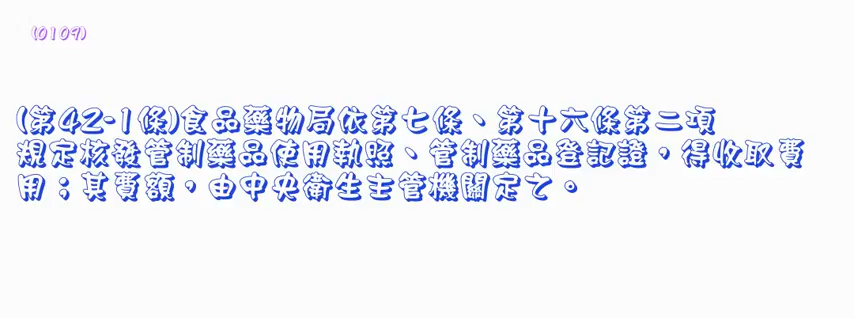 (0109)
(第42-1條)食品藥物局依第七條、第十六條第二項
規定核發管制藥品使用執照、管制藥品登記證，得收取費
用；其費額，由中央衛生主管機關定之。